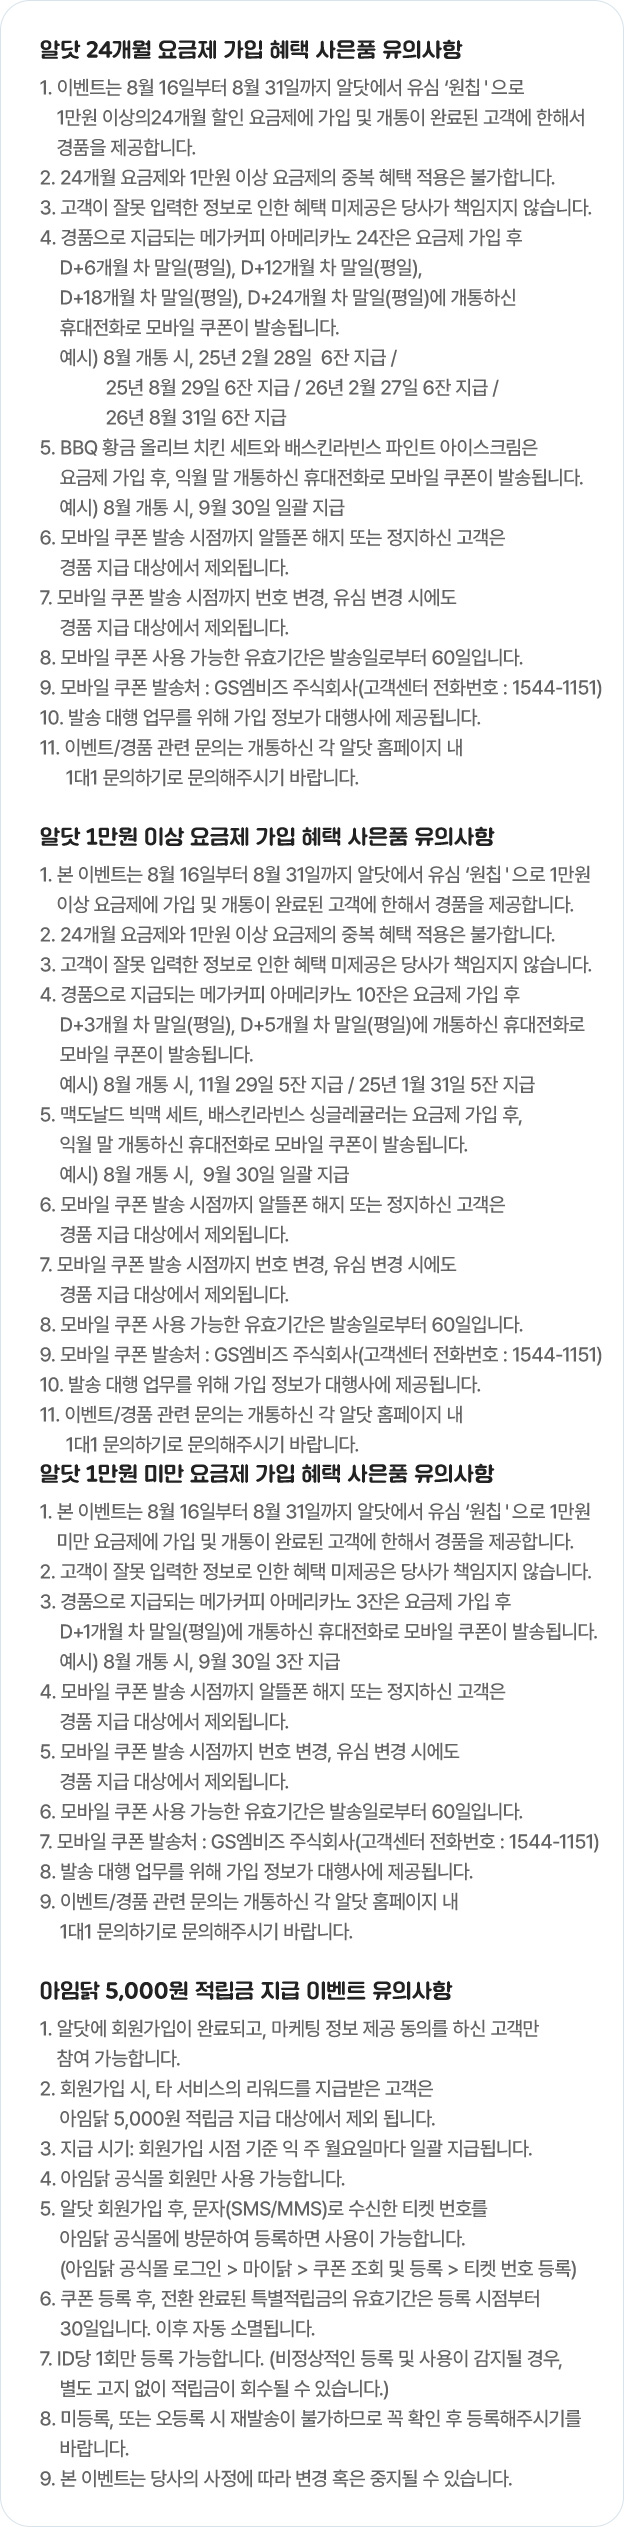 알닷 24개월 요금제 가입 혜택 사은품 유의사항
1. 이벤트는 8월 16일부터 8월 31일까지 알닷에서 유심 ‘원칩 ' 으로
1만원 이상의24개월 할인 요금제에 가입 및 개통이 완료된 고객에 한해서
경품을 제공합니다.
2. 24개월 요금제와 1만원 이상 요금제의 중복 혜택 적용은 불가합니다.
3. 고객이 잘못 입력한 정보로 인한 혜택 미제공은 당사가 책임지지 않습니다.
4. 경품으로 지급되는 메가커피 아메리카노 24잔은 요금제 가입 후
D+6개월 차 말일(평일), D+12개월 차 말일(평일),
D+18개월 차 말일(평일), D+24개월 차 말일(평일)에 개통하신
휴대전화로 모바일 쿠폰이 발송됩니다.
예시) 8월 개통 시, 25년 2월 28일 6잔 지급 /
25년 8월 29일 6잔 지급 / 26년 2월 27일 6잔 지급 /
26년 8월 31일 6잔 지급
5. BBQ 황금 올리브 치킨 세트와 배스킨라빈스 파인트 아이스크림은
요금제 가입 후, 익월 말 개통하신 휴대전화로 모바일 쿠폰이 발송됩니다.
예시) 8월 개통 시, 9월 30일 일괄 지급
6. 모바일 쿠폰 발송 시점까지 알뜰폰 해지 또는 정지하신 고객은
경품 지급 대상에서 제외됩니다.
7. 모바일 쿠폰 발송 시점까지 번호 변경, 유심 변경 시에도
경품 지급 대상에서 제외됩니다.
8. 모바일 쿠폰 사용 가능한 유효기간은 발송일로부터 60일입니다.
9. 모바일 쿠폰 발송처 : GS엠비즈 주식회사(고객센터 전화번호 : 1544-1151)
10. 발송 대행 업무를 위해 가입 정보가 대행사에 제공됩니다.
11. 이벤트/경품 관련 문의는 개통하신 각 알닷 홈페이지 내
1대1 문의하기로 문의해주시기 바랍니다.
알닷 1만원 이상 요금제 가입 혜택 사은품 유의사항
1. 본 이벤트는 8월 16일부터 8월 31일까지 알닷에서 유심 ‘원칩 ' 으로 1만원
이상 요금제에 가입 및 개통이 완료된 고객에 한해서 경품을 제공합니다.
2. 24개월 요금제와 1만원 이상 요금제의 중복 혜택 적용은 불가합니다.
3. 고객이 잘못 입력한 정보로 인한 혜택 미제공은 당사가 책임지지 않습니다.
4. 경품으로 지급되는 메가커피 아메리카노 10잔은 요금제 가입 후
D+3개월 차 말일(평일), D+5개월 차 말일(평일)에 개통하신 휴대전화로
모바일 쿠폰이 발송됩니다.
예시) 8월 개통 시, 11월 29일 5잔 지급 / 25년 1월 31일 5잔 지급
5. 맥도날드 빅맥 세트, 배스킨라빈스 싱글레귤러는 요금제 가입 후,
익월 말 개통하신 휴대전화로 모바일 쿠폰이 발송됩니다.
예시) 8월 개통 시, 9월 30일 일괄 지급
6. 모바일 쿠폰 발송 시점까지 알뜰폰 해지 또는 정지하신 고객은
경품 지급 대상에서 제외됩니다.
7. 모바일 쿠폰 발송 시점까지 번호 변경, 유심 변경 시에도
경품 지급 대상에서 제외됩니다.
8. 모바일 쿠폰 사용 가능한 유효기간은 발송일로부터 60일입니다.
9. 모바일 쿠폰 발송처 : GS엠비즈 주식회사(고객센터 전화번호 : 1544-1151)
10. 발송 대행 업무를 위해 가입 정보가 대행사에 제공됩니다.
11. 이벤트/경품 관련 문의는 개통하신 각 알닷 홈페이지 내
1대1 문의하기로 문의해주시기 바랍니다.
알닷 1만원 미만 요금제 가입 혜택 사은품 유의사항
1. 본 이벤트는 8월 16일부터 8월 31일까지 알닷에서 유심 ‘원칩 ' 으로 1만원
미만 요금제에 가입 및 개통이 완료된 고객에 한해서 경품을 제공합니다.
2. 고객이 잘못 입력한 정보로 인한 혜택 미제공은 당사가 책임지지 않습니다.
3. 경품으로 지급되는 메가커피 아메리카노 3잔은 요금제 가입 후
D+1개월 차 말일(평일)에 개통하신 휴대전화로 모바일 쿠폰이 발송됩니다.
예시) 8월 개통 시, 9월 30일 3잔 지급
4. 모바일 쿠폰 발송 시점까지 알뜰폰 해지 또는 정지하신 고객은
경품 지급 대상에서 제외됩니다.
5. 모바일 쿠폰 발송 시점까지 번호 변경, 유심 변경 시에도
경품 지급 대상에서 제외됩니다.
6. 모바일 쿠폰 사용 가능한 유효기간은 발송일로부터 60일입니다.
7. 모바일 쿠폰 발송처 : GS엠비즈 주식회사(고객센터 전화번호 : 1544-1151)
8. 발송 대행 업무를 위해 가입 정보가 대행사에 제공됩니다.
9. 이벤트/경품 관련 문의는 개통하신 각 알닷 홈페이지 내
1대1 문의하기로 문의해주시기 바랍니다.
아임닭 5,000원 적립금 지급 이벤트 유의사항
1. 알닷에 회원가입이 완료되고, 마케팅 정보 제공 동의를 하신 고객만
참여 가능합니다.
2. 회원가입 시, 타 서비스의 리워드를 지급받은 고객은
아임닭 5,000원 적립금 지급 대상에서 제외 됩니다.
3. 지급 시기: 회원가입 시점 기준 익 주 월요일마다 일괄 지급됩니다.
4. 아임닭 공식몰 회원만 사용 가능합니다.
5. 알닷 회원가입 후, 문자(SMS/MMS)로 수신한 티켓 번호를
아임닭 공식몰에 방문하여 등록하면 사용이 가능합니다.
(아임닭 공식몰 로그인 > 마이닭 > 쿠폰 조회 및 등록 > 티켓 번호 등록)
6. 쿠폰 등록 후, 전환 완료된 특별적립금의 유효기간은 등록 시점부터
30일입니다. 이후 자동 소멸됩니다.
7. ID당 1회만 등록 가능합니다. (비정상적인 등록 및 사용이 감지될 경우,
별도 고지 없이 적립금이 회수될 수 있습니다.)
8. 미등록, 또는 오등록 시 재발송이 불가하므로 꼭 확인 후 등록해주시기를
바랍니다.
9. 본 이벤트는 당사의 사정에 따라 변경 혹은 중지될 수 있습니다.